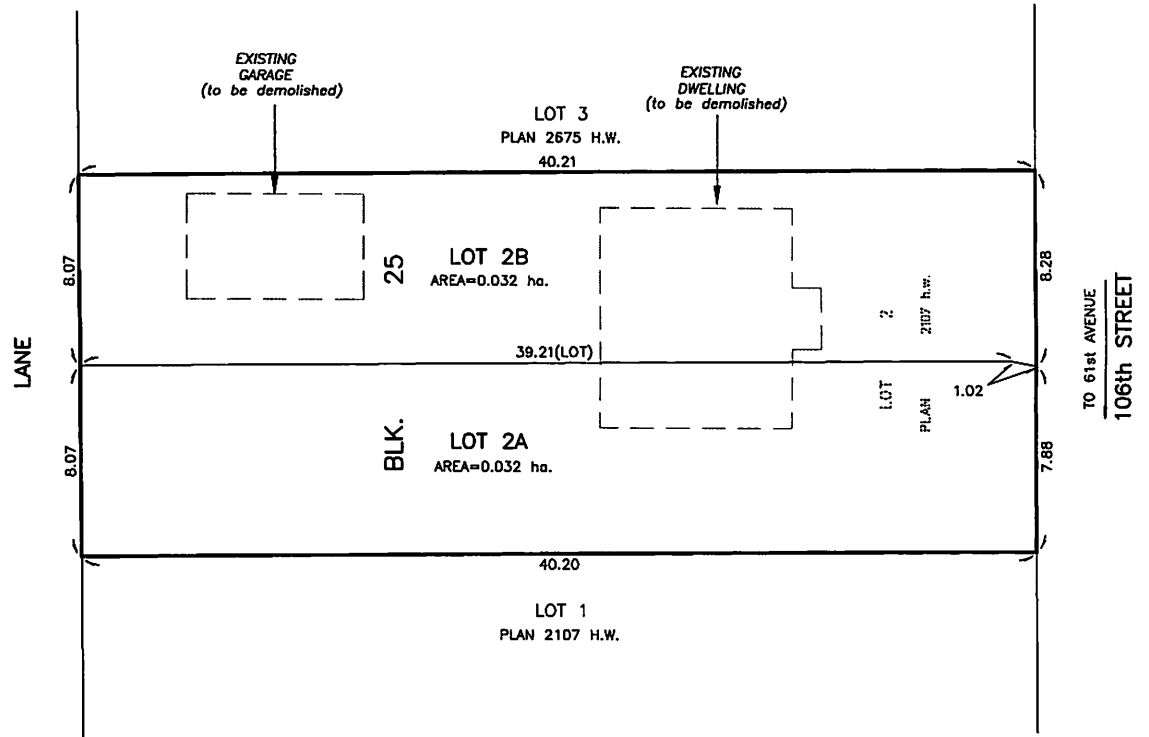 EXISTING
GARAGE
(to be demolished)
EXISTING
DWELLING
(to be demolished)
LOT 3
PLAN 2675 H.W.
40.21
8.07
25
LOT 2B
AREA=0.032 ha.
2
2107 h.w.
8.28
LANE
39.21(LOT)
1.02
TO 61st AVENUE
106th STREET
8.07
BLK.
LOT 2A
AREA=0.032 ha.
LOT
PLAN
7.88
40.20
LOT 1
PLAN 2107 H.W.